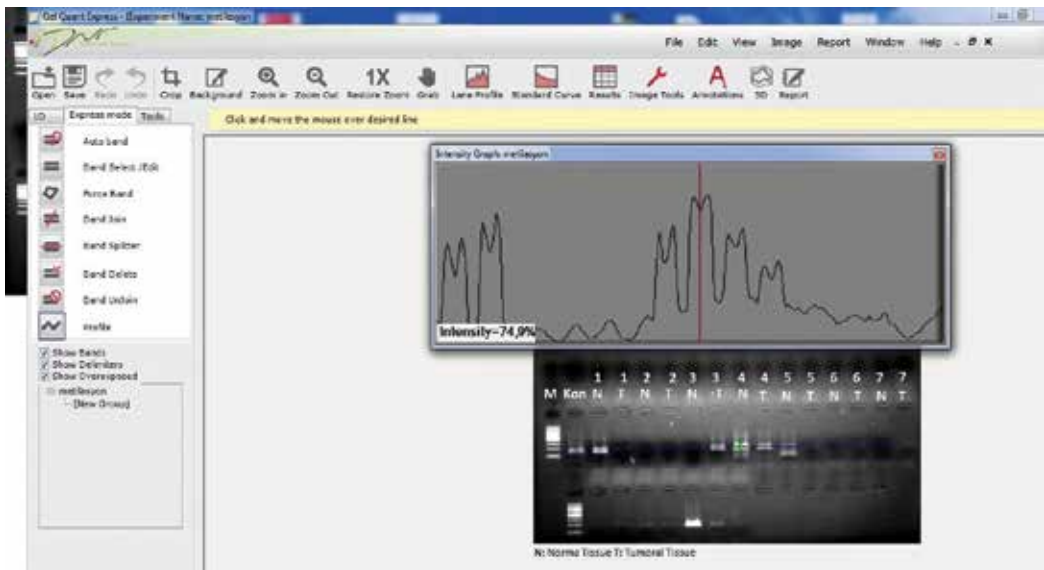 Gel Quant Express - [Experiment Name: metilasyon
File Edit View Image Report Window Help
Open Save Redo Undo Crop Background Zoom In Zoom Out Restore Zoom Grab Lane Profile Standard Curve Results Image Tools Annotations 3D Report
1X
Express mode Tools
Click and move the mouse over desired line
Auto band
Band Select /Edit
Force Band
Band Join
Band Splitter
Band Delete
Band Unjoin
Profile
Show Bands
Show Delimiters
Show Overexposed
metilasyon
[New Group]
Intensity Graph: metilasyon
Intensity=74,9%
1 1 2 2 3 3 4 4 5 5 6 6 7 7
M Kon N T N T N T N T N T N T N T
N: Norme Tissue T: Tumoral Tissue